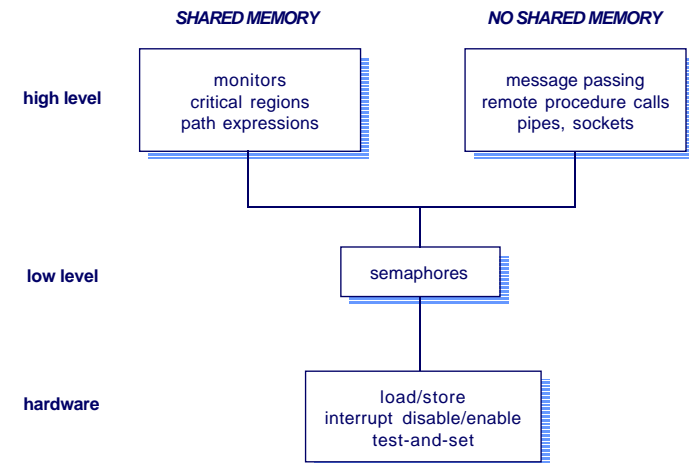 SHARED MEMORY
NO SHARED MEMORY
high level
monitors
critical regions
path expressions
message passing
remote procedure calls
pipes, sockets
low level
semaphores
hardware
load/store
interrupt disable/enable
test-and-set